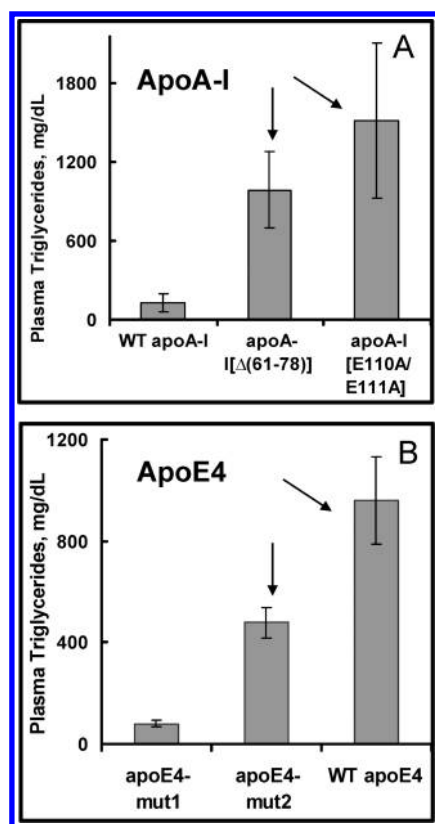 A
ApoA-I
Plasma Triglycerides, mg/dL
1800
1200
600
0
WT apoA-I
apoA-
I[Δ(61-78)]
apoA-I
[E110A/
E111A]
B
ApoE4
Plasma Triglycerides, mg/dL
1200
800
400
0
apoE4-
mut1
apoE4-
mut2
WT apoE4